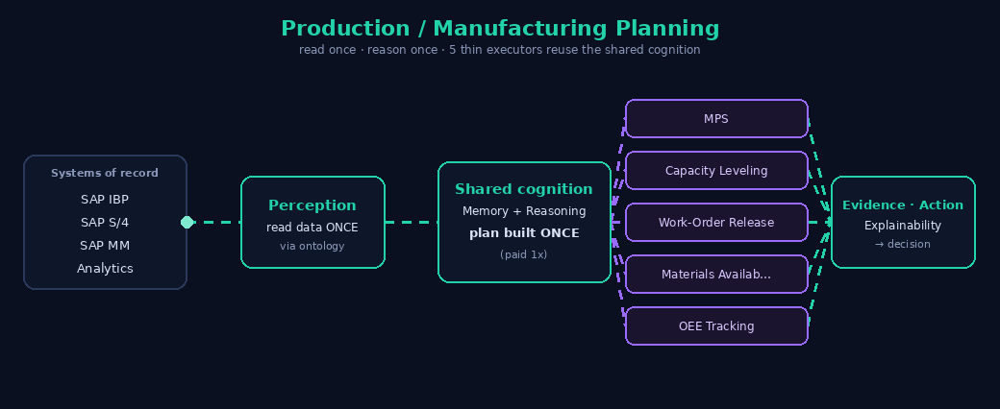 Production / Manufacturing Planning
read once · reason once · 5 thin executors reuse the shared cognition
Systems of record
SAP IBP
SAP S/4
SAP MM
Analytics
Perception
read data ONCE
via ontology
Shared cognition
Memory + Reasoning
plan built ONCE
(paid 1x)
MPS
Capacity Leveling
Work-Order Release
Materials Availab...
OEE Tracking
Evidence · Action
Explainability
→ decision